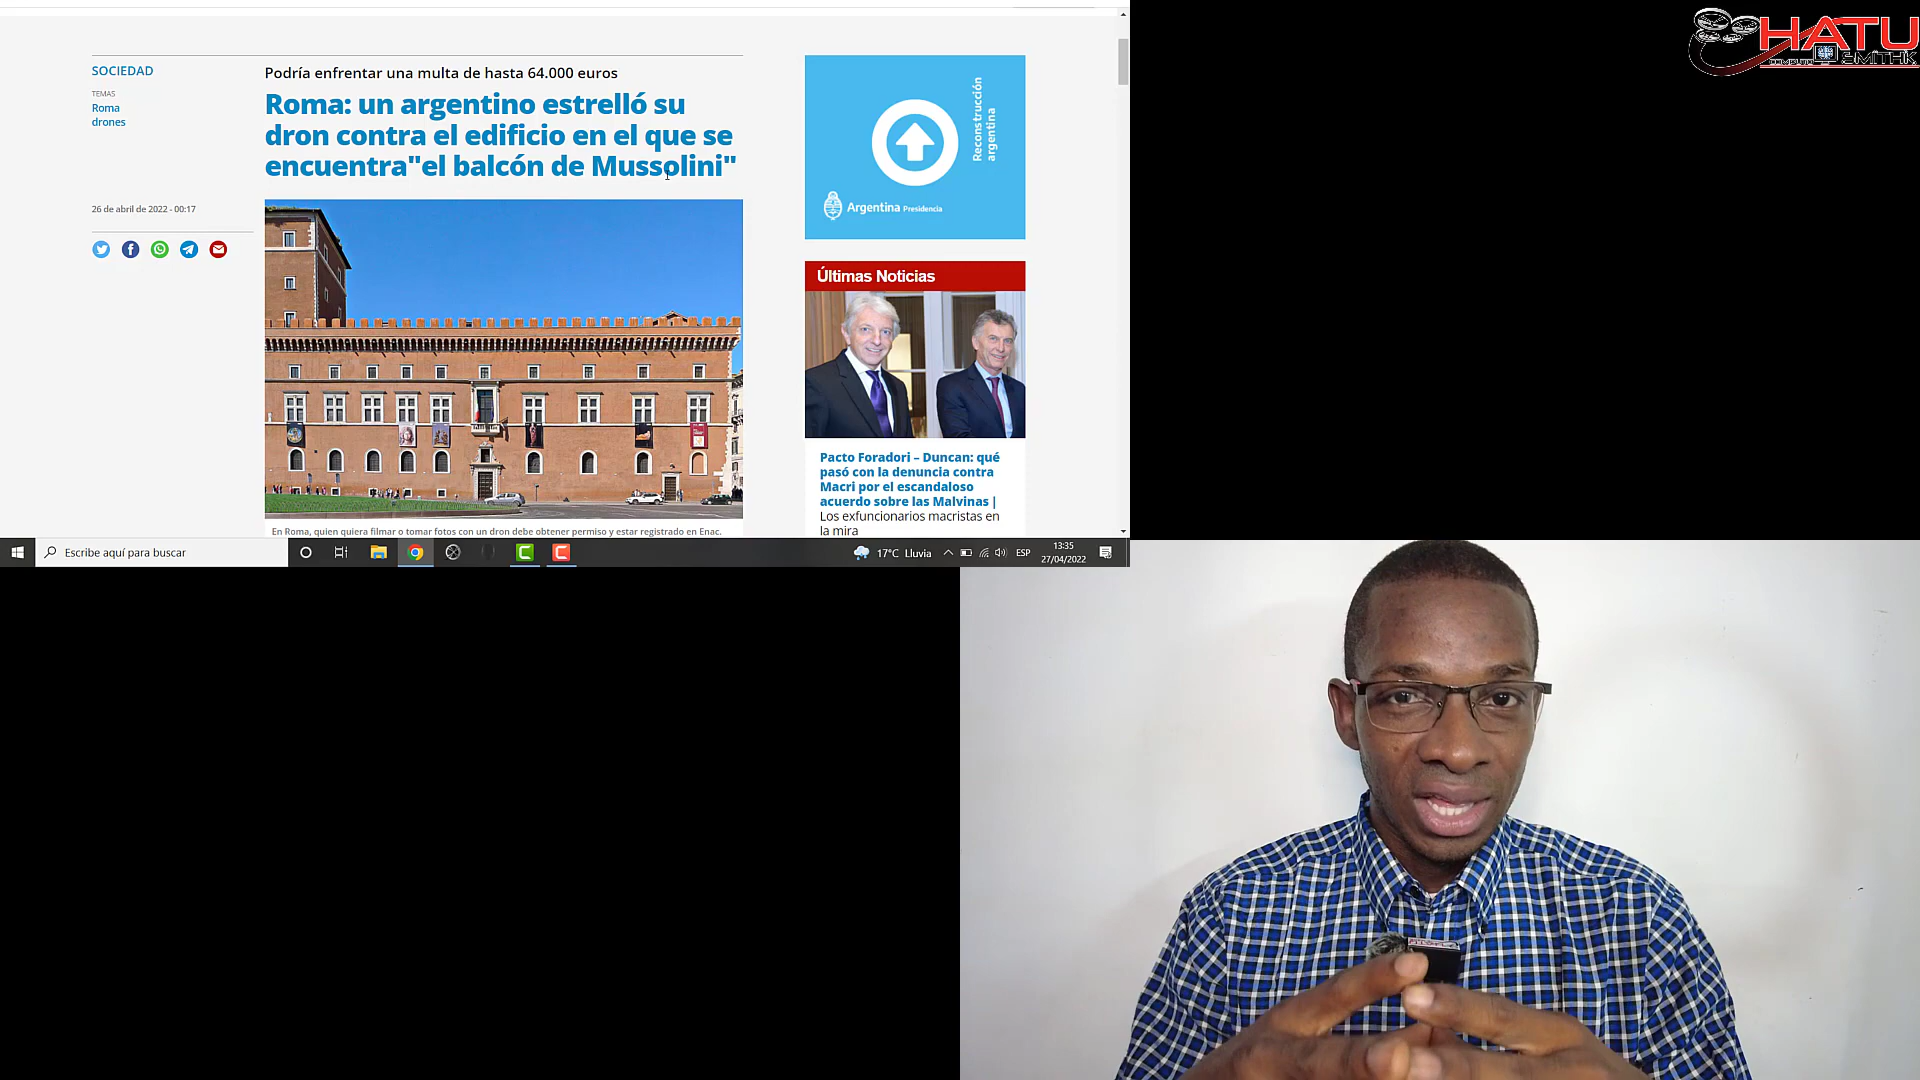 SOCIEDAD
TEMAS
Roma
drones
26 de abril de 2022 - 00:17
Podría enfrentar una multa de hasta 64.000 euros
Roma: un argentino estrelló su
dron contra el edificio en el que se
encuentra"el balcón de Mussolini"
En Roma, quien quiera filmar o tomar fotos con un dron debe obtener permiso y estar registrado en Enac.
Reconstrucción
argentina
Argentina Presidencia
Últimas Noticias
Pacto Foradori – Duncan: qué
pasó con la denuncia contra
Macri por el escandaloso
acuerdo sobre las Malvinas |
Los exfuncionarios macristas en
la mira
Escribe aquí para buscar
17°C Lluvia
ESP
13:35
27/04/2022
HATU
SMITHK